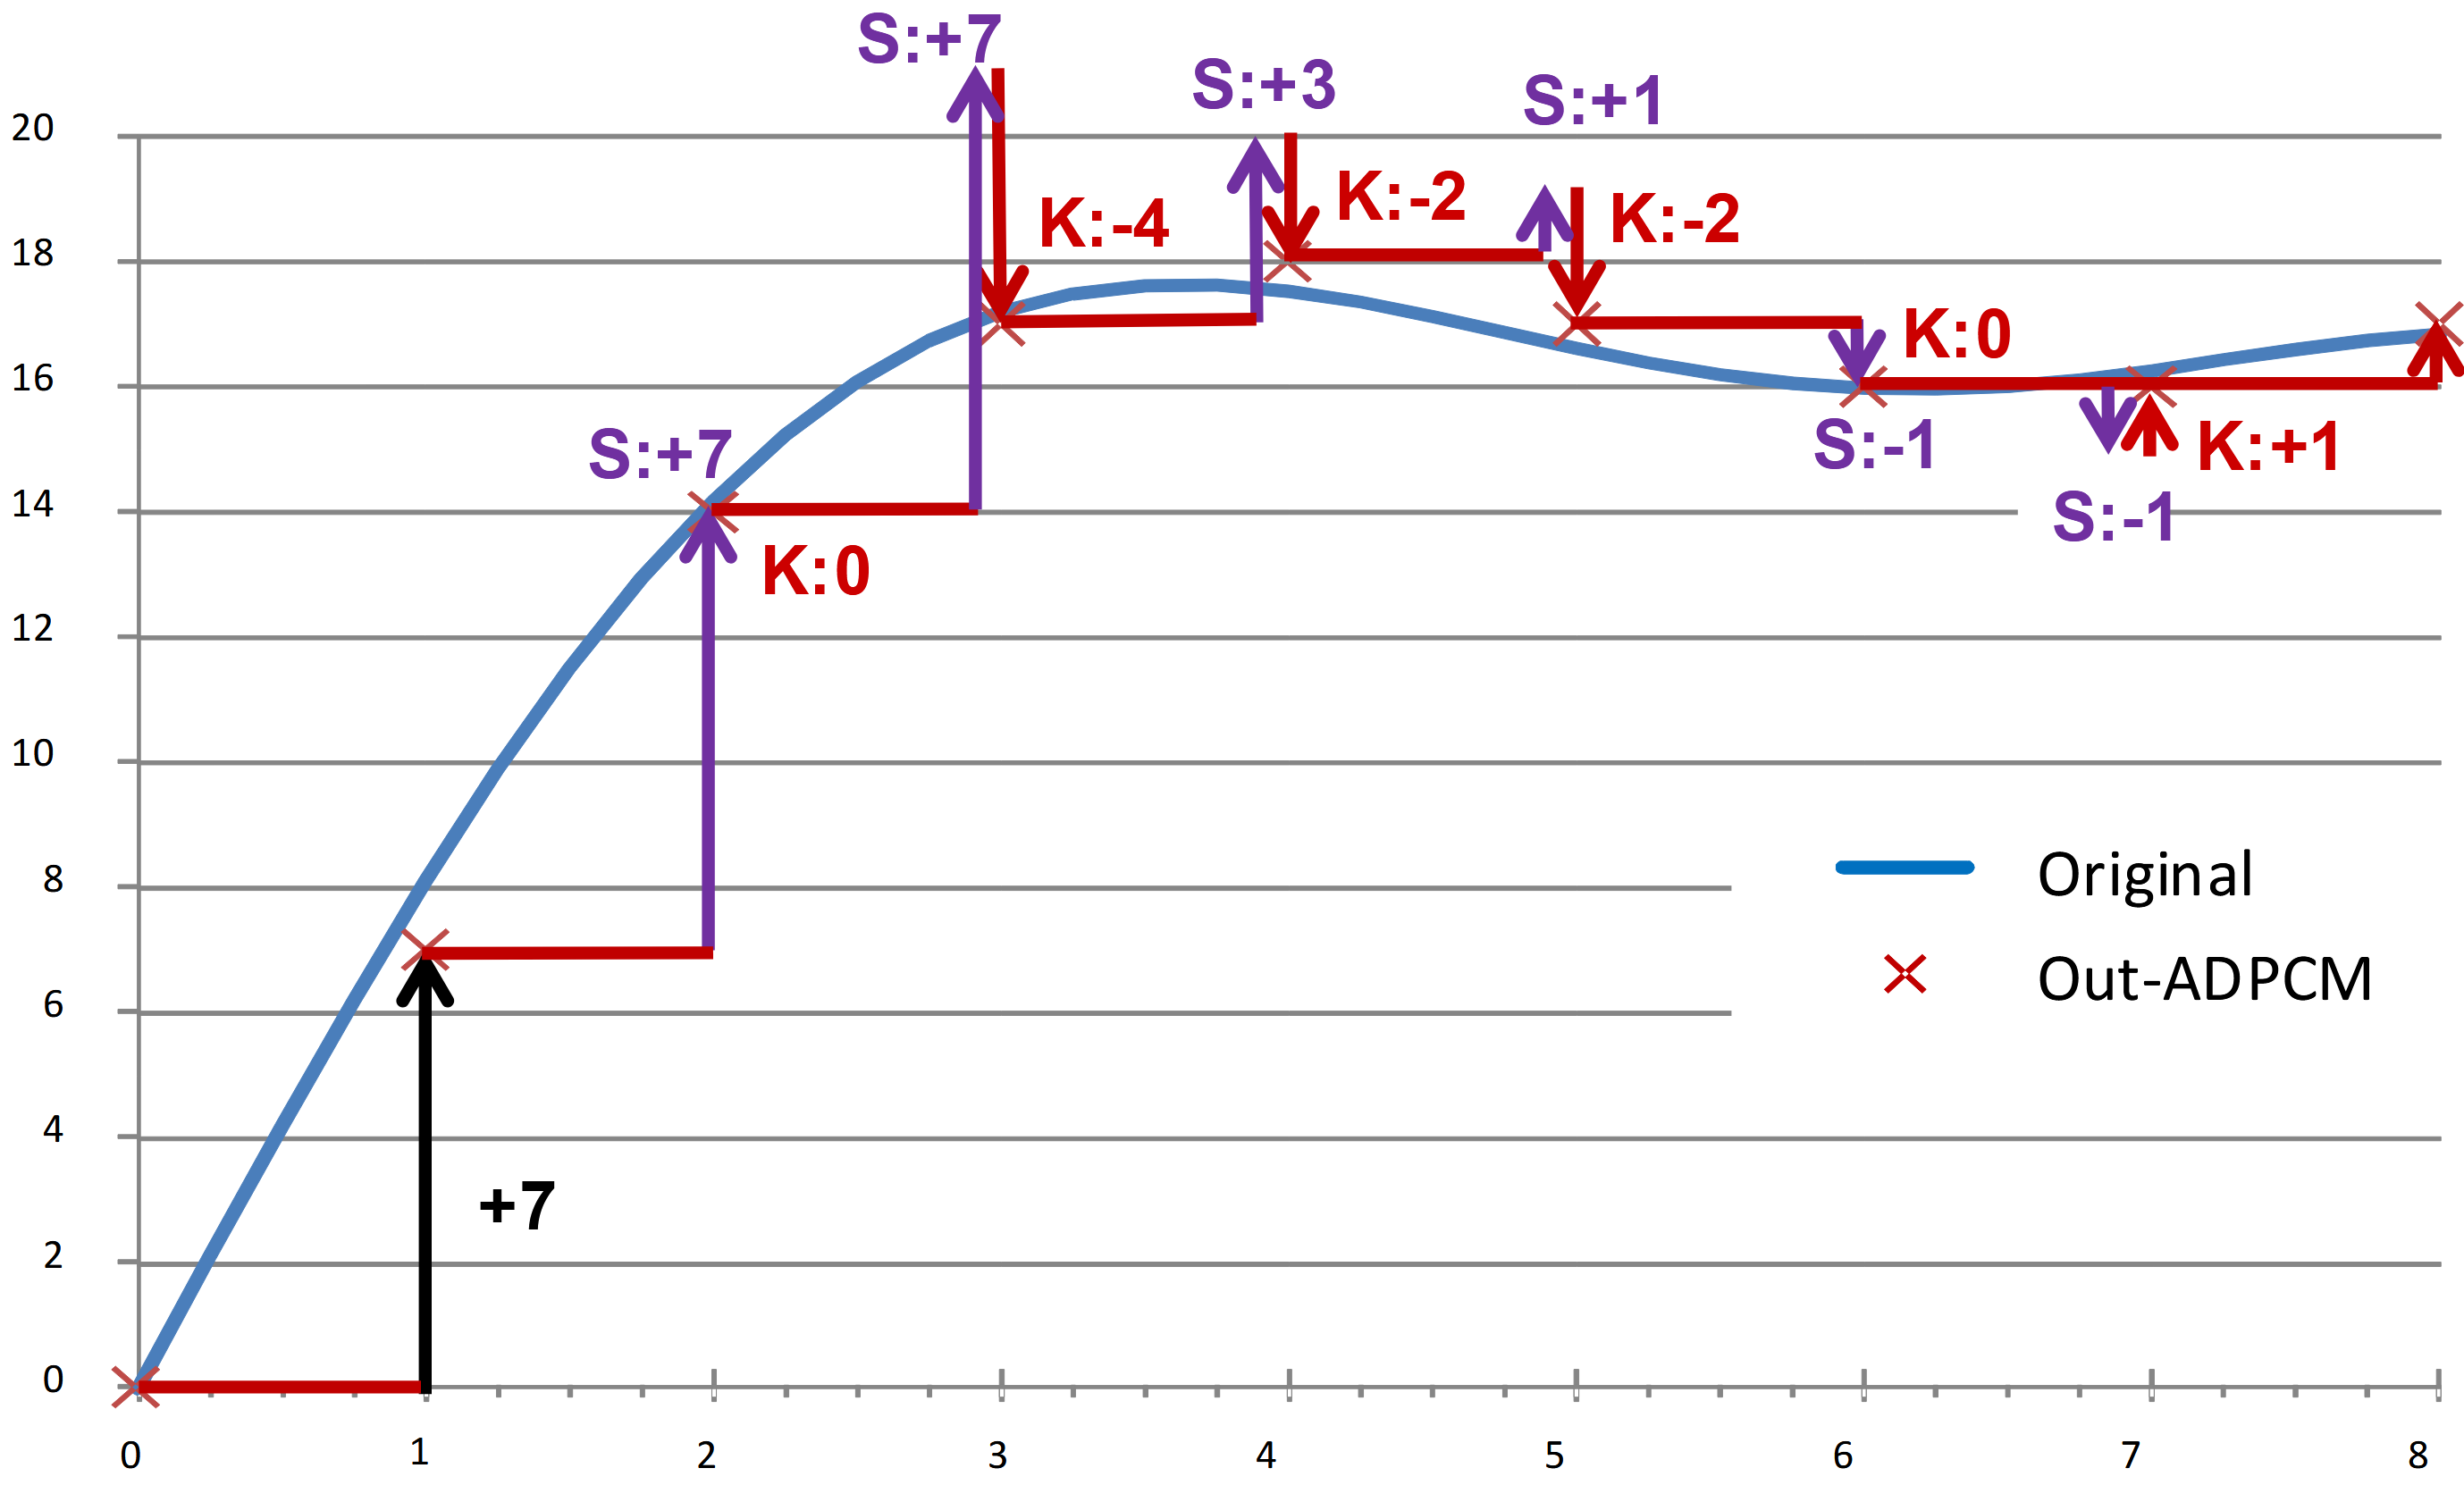 S:+7
S:+3
S:+1
20
K:-4
K:-2
K:-2
18
K:0
16
S:+7
S:-1
K:+1
14
S:-1
K:0
12
10
8
Original
Out-ADPCM
6
4
+7
2
0
0 1 2 3 4 5 6 7 8